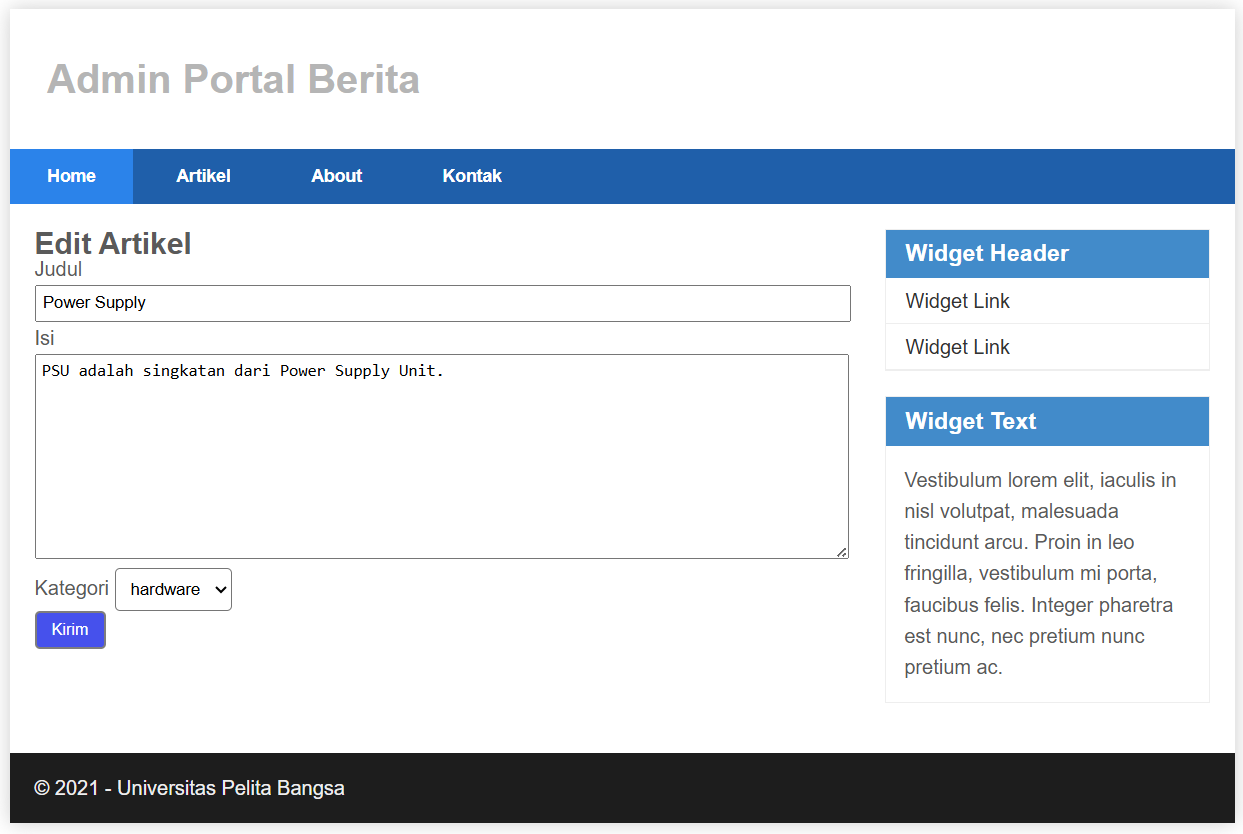 Admin Portal Berita
Home Artikel About Kontak
Edit Artikel
Judul
Power Supply
Isi
PSU adalah singkatan dari Power Supply Unit.
Kategori hardware
Kirim
Widget Header
Widget Link
Widget Link
Widget Text
Vestibulum lorem elit, iaculis in
nisl volutpat, malesuada
tincidunt arcu. Proin in leo
fringilla, vestibulum mi porta,
faucibus felis. Integer pharetra
est nunc, nec pretium nunc
pretium ac.
© 2021 - Universitas Pelita Bangsa